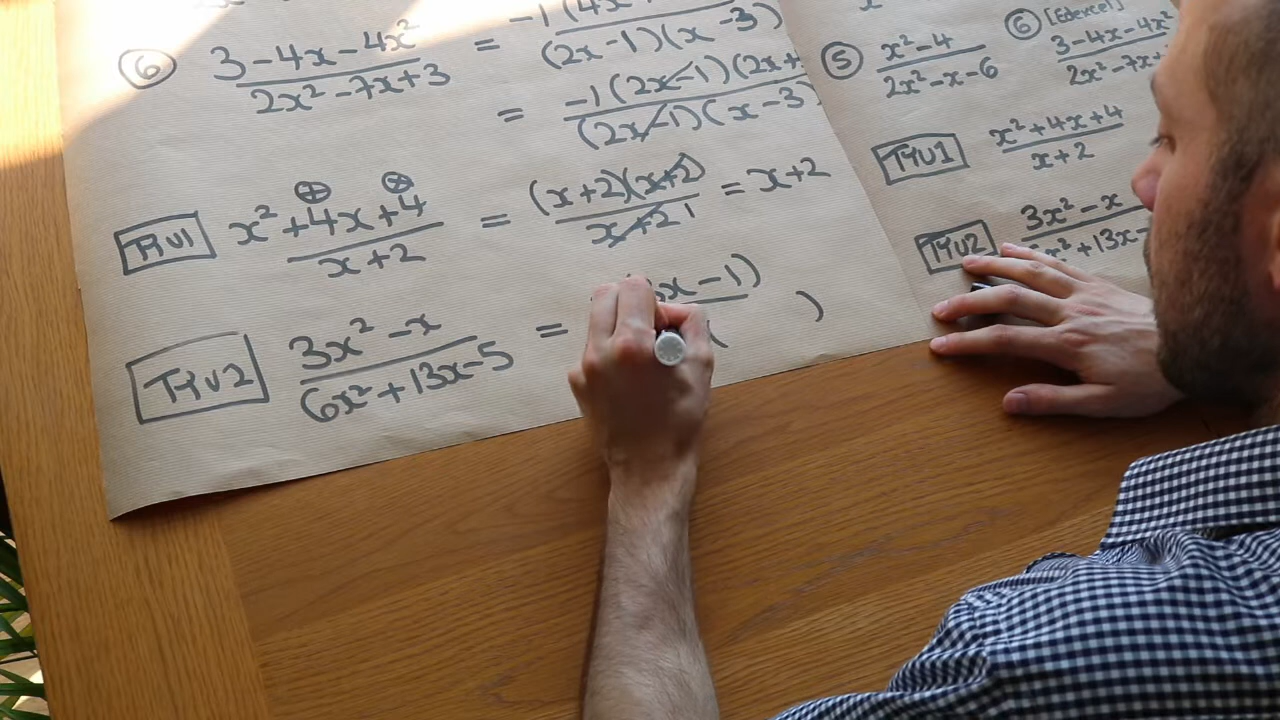 -1(4x
⑥ 3-4x-4x² / 2x²-7x+3 = / (2x-1)(x-3)
= -1(2x-1)(2x+ / (2x-1)(x-3)
TYU1 x²+4x+4 / x+2 = (x+2)(x+2) / x+2 1 = x+2
TYU2 3x²-x / 6x²+13x-5 = x-1) / ( )
⑤ x²-4 / 2x²-x-6
⑥ [Edexcel] 3-4x-4x² / 2x²-7x+
TYU1 x²+4x+4 / x+2
TYU2 3x²-x / x²+13x-